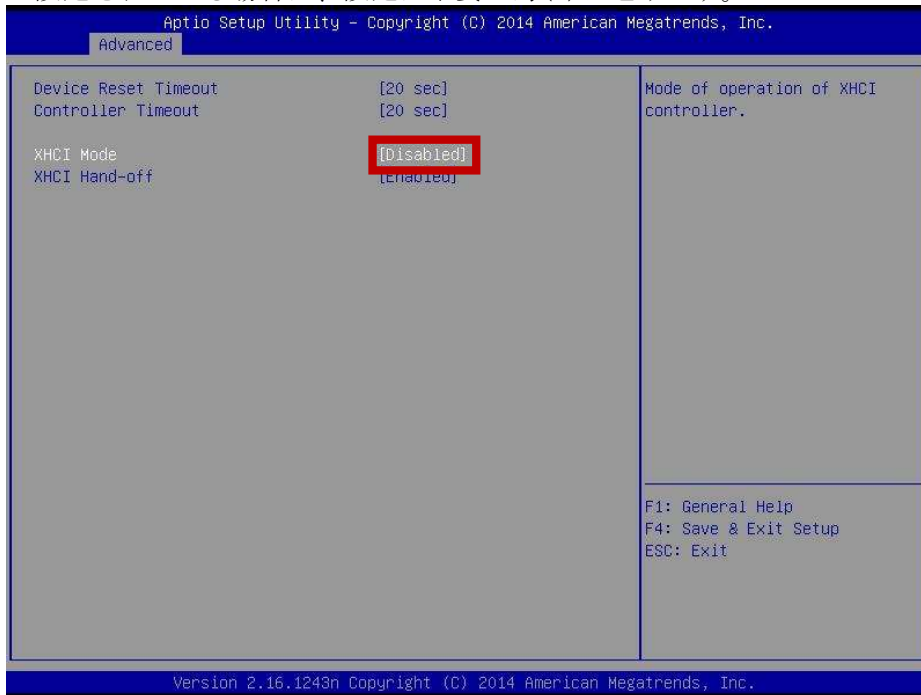 Aptio Setup Utility – Copyright (C) 2014 American Megatrends, Inc.
Advanced
Device Reset Timeout [20 sec]
Controller Timeout [20 sec]
XHCI Mode [Disabled]
XHCI Hand-off [Enabled]
Mode of operation of XHCI
controller.
F1: General Help
F4: Save & Exit Setup
ESC: Exit
Version 2.16.1243n Copyright (C) 2014 American Megatrends, Inc.